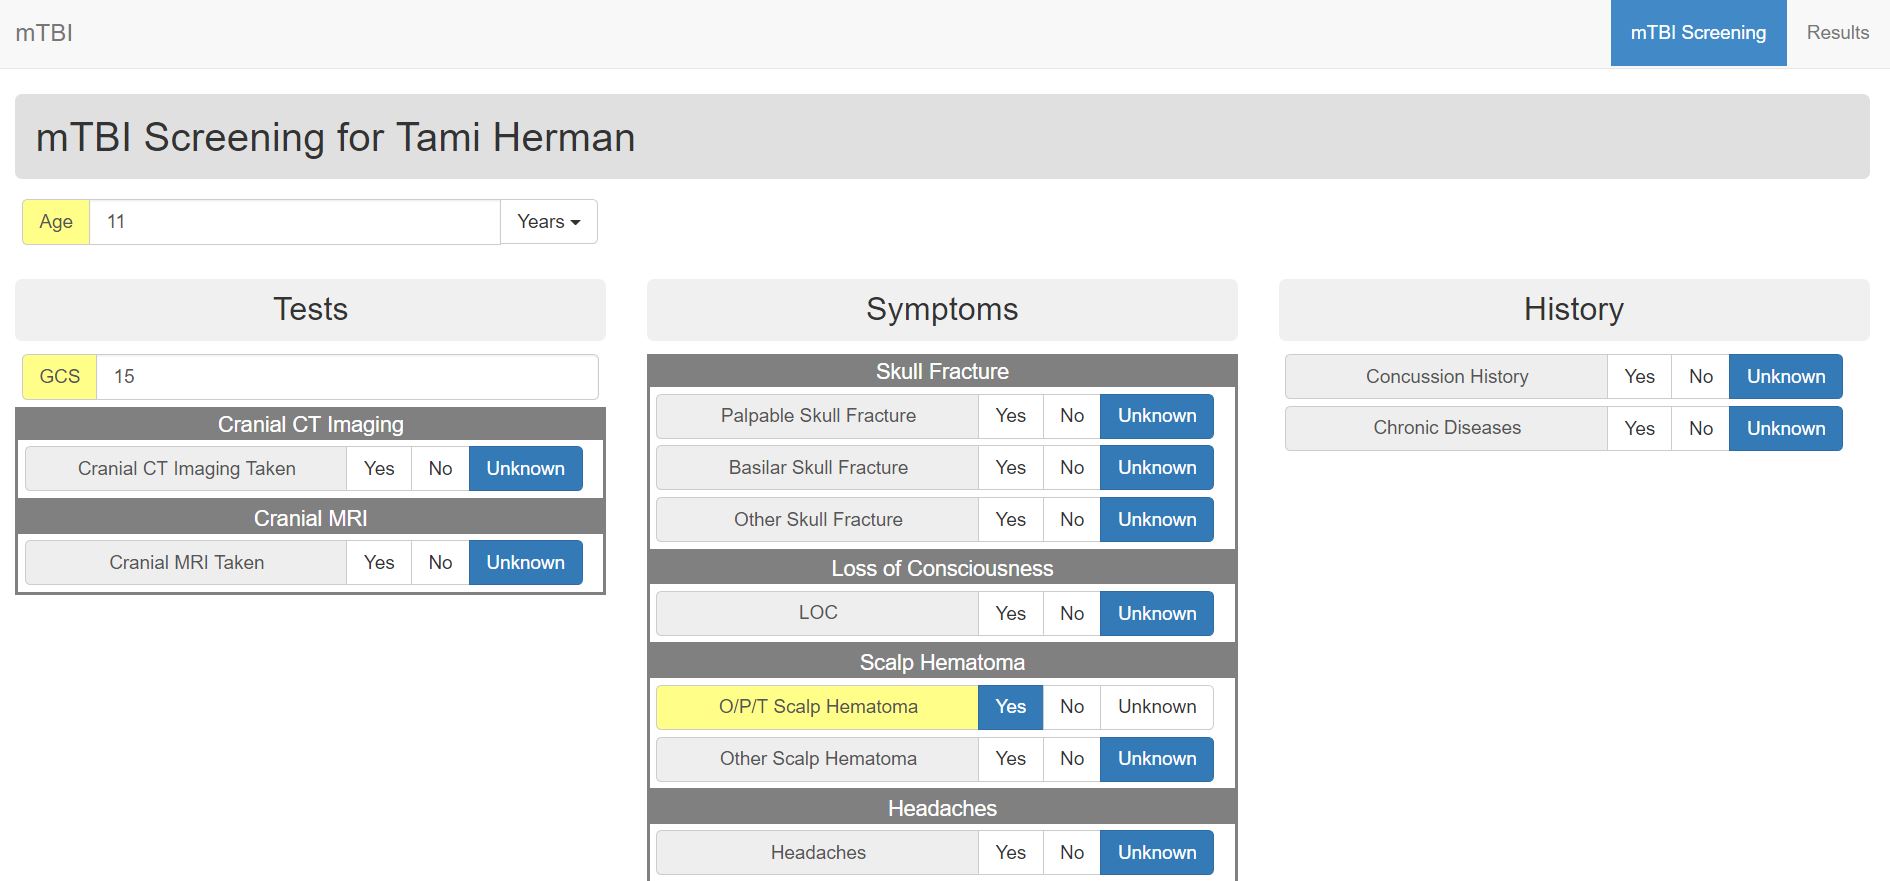 mTBI
mTBI Screening
Results
mTBI Screening for Tami Herman
Age 11 Years
Tests
GCS 15
Cranial CT Imaging
Cranial CT Imaging Taken Yes No Unknown
Cranial MRI
Cranial MRI Taken Yes No Unknown
Symptoms
Skull Fracture
Palpable Skull Fracture Yes No Unknown
Basilar Skull Fracture Yes No Unknown
Other Skull Fracture Yes No Unknown
Loss of Consciousness
LOC Yes No Unknown
Scalp Hematoma
O/P/T Scalp Hematoma Yes No Unknown
Other Scalp Hematoma Yes No Unknown
Headaches
Headaches Yes No Unknown
History
Concussion History Yes No Unknown
Chronic Diseases Yes No Unknown